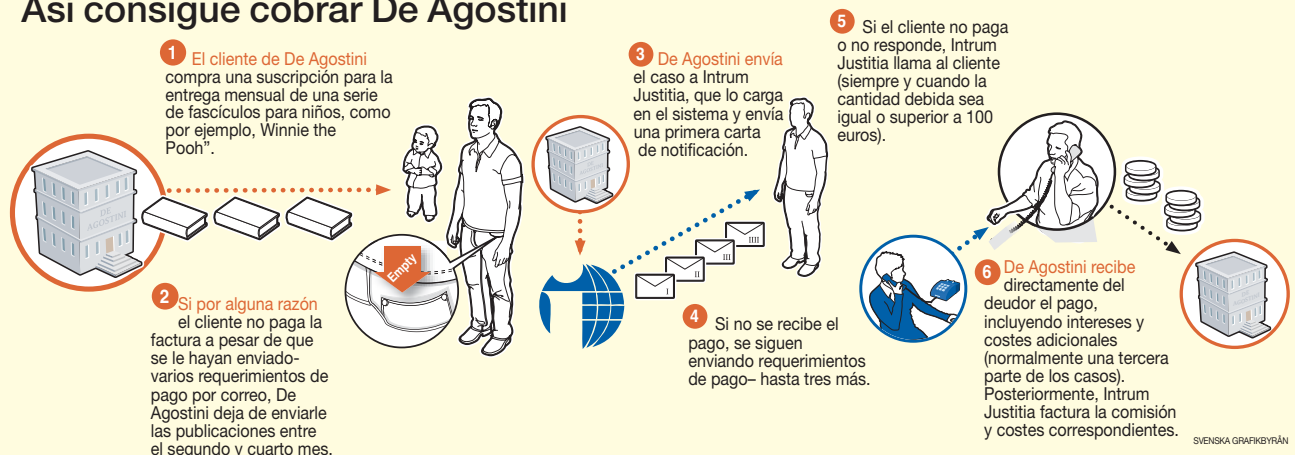 Así consigue cobrar De Agostini
1 El cliente de De Agostini
compra una suscripción para la
entrega mensual de una serie
de fascículos para niños, como
por ejemplo, Winnie the
Pooh”.
DE
AGOSTINI
2 Si por alguna razón
el cliente no paga la
factura a pesar de que
se le hayan enviado-
varios requerimientos de
pago por correo, De
Agostini deja de enviarle
las publicaciones entre
el segundo y cuarto mes.
Empty
3 De Agostini envía
el caso a Intrum
Justitia, que lo carga
en el sistema y envía
una primera carta
de notificación.
I
II
III
IIII
4 Si no se recibe el
pago, se siguen
enviando requerimientos
de pago– hasta tres más.
5 Si el cliente no paga
o no responde, Intrum
Justitia llama al cliente
(siempre y cuando la
cantidad debida sea
igual o superior a 100
euros).
6 De Agostini recibe
directamente del
deudor el pago,
incluyendo intereses y
costes adicionales
(normalmente una tercera
parte de los casos).
Posteriormente, Intrum
Justitia factura la comisión
y costes correspondientes.
SVENSKA GRAFIKBYRÅN